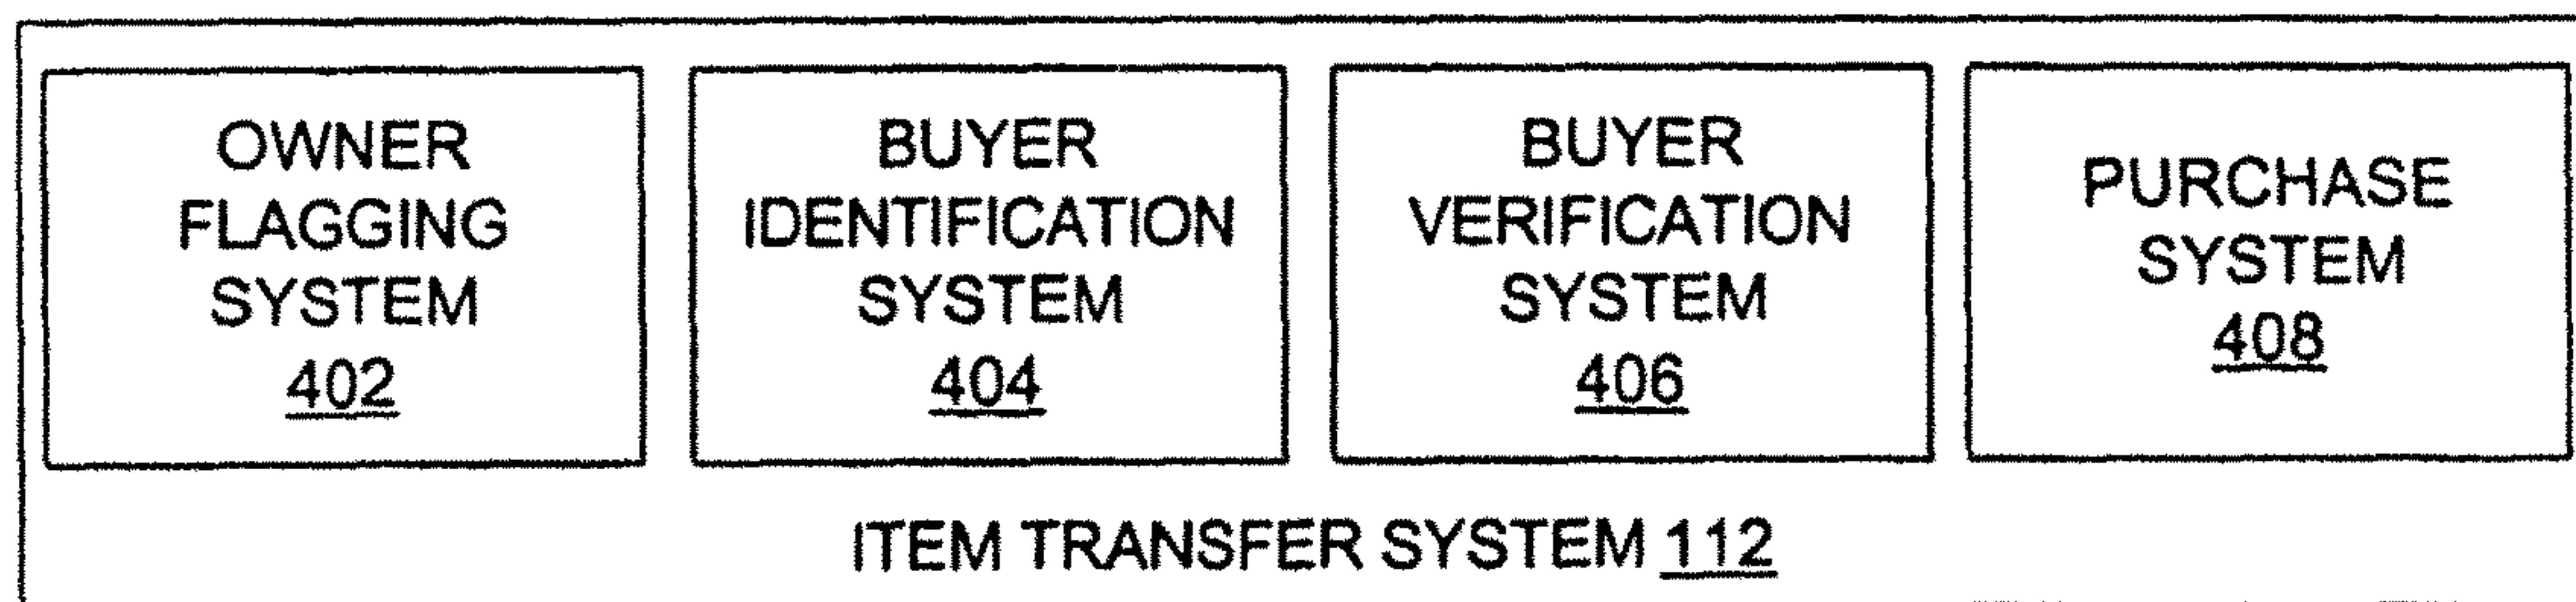 OWNER
FLAGGING
SYSTEM
402
BUYER
IDENTIFICATION
SYSTEM
404
BUYER
VERIFICATION
SYSTEM
406
PURCHASE
SYSTEM
408
ITEM TRANSFER SYSTEM 112